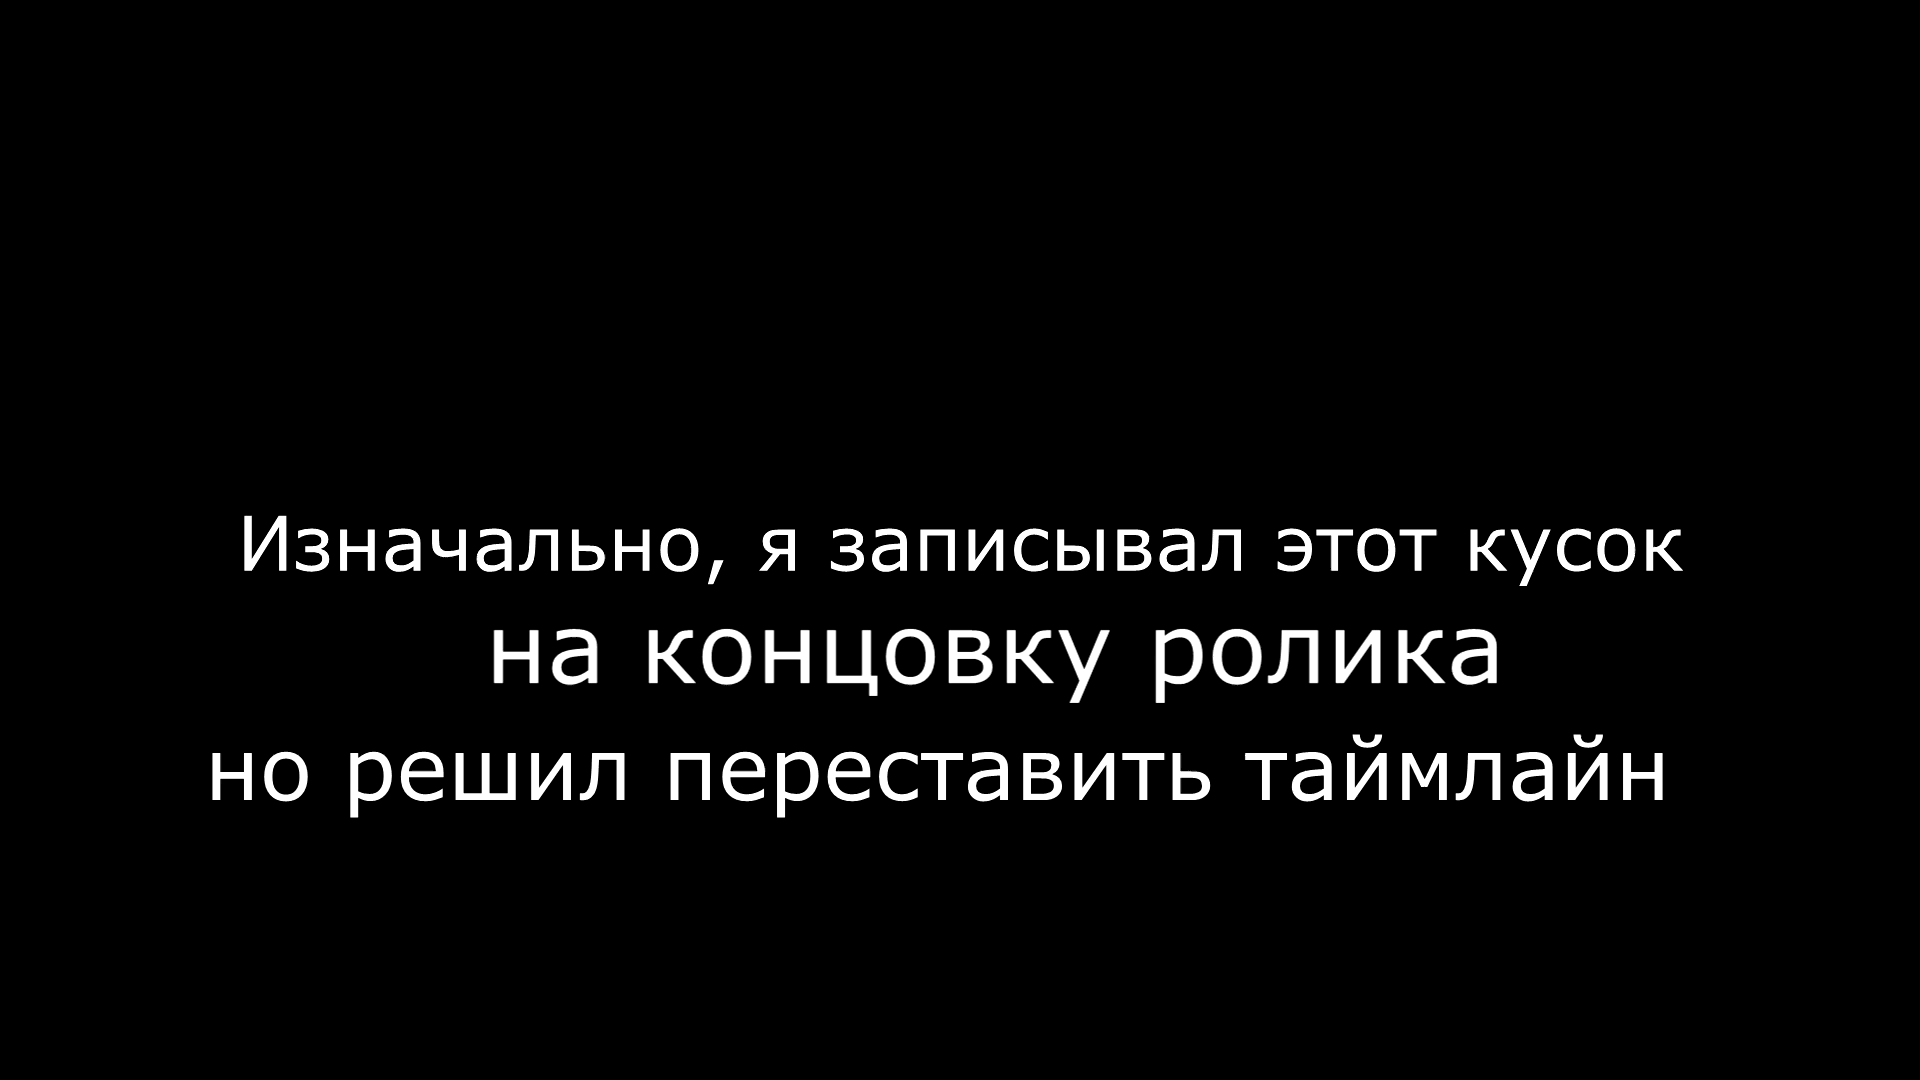 Изначально, я записывал этот кусок
на концовку ролика
но решил переставить таймлайн